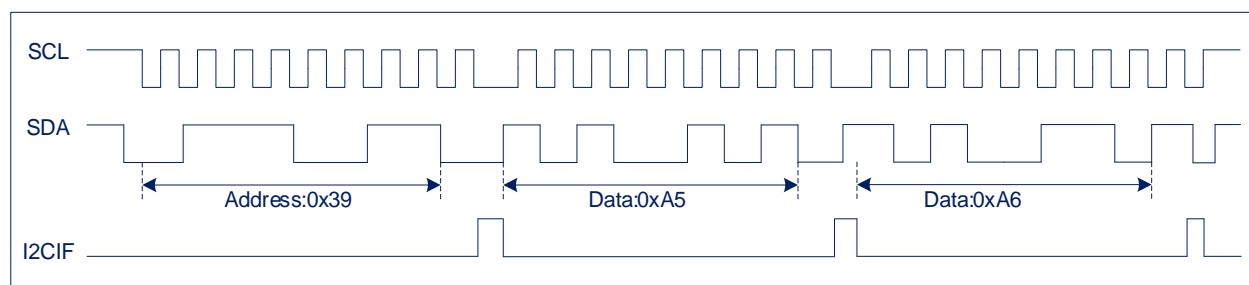 SCL
SDA
Address:0x39 Data:0xA5 Data:0xA6
I2CIF